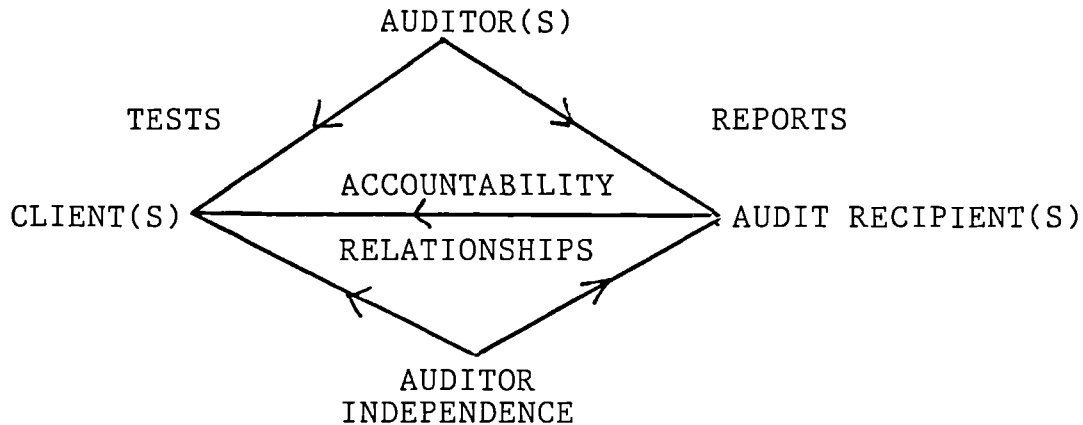 AUDITOR(S)
TESTS
REPORTS
ACCOUNTABILITY
CLIENT(S)
AUDIT RECIPIENT(S)
RELATIONSHIPS
AUDITOR
INDEPENDENCE